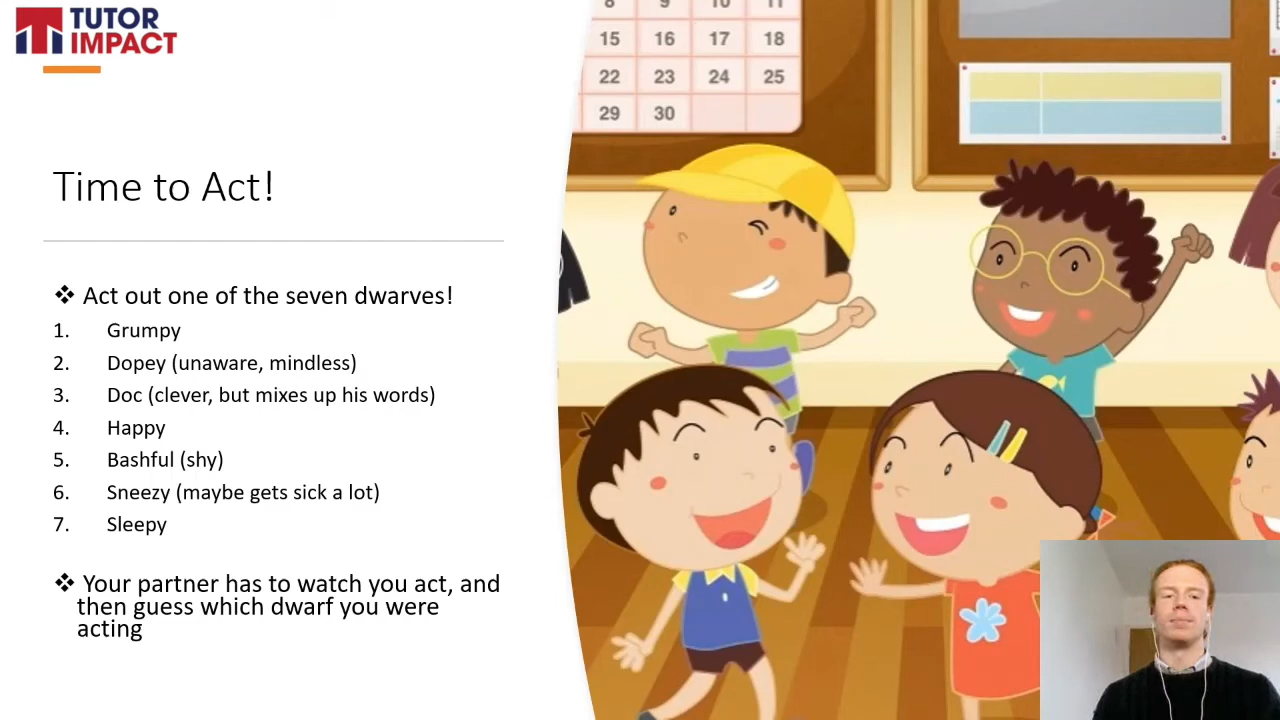 TUTOR
IMPACT
8 9 10 11
15 16 17 18
22 23 24 25
29 30
Time to Act!
❖ Act out one of the seven dwarves!
1. Grumpy
2. Dopey (unaware, mindless)
3. Doc (clever, but mixes up his words)
4. Happy
5. Bashful (shy)
6. Sneezy (maybe gets sick a lot)
7. Sleepy
❖ Your partner has to watch you act, and
then guess which dwarf you were
acting